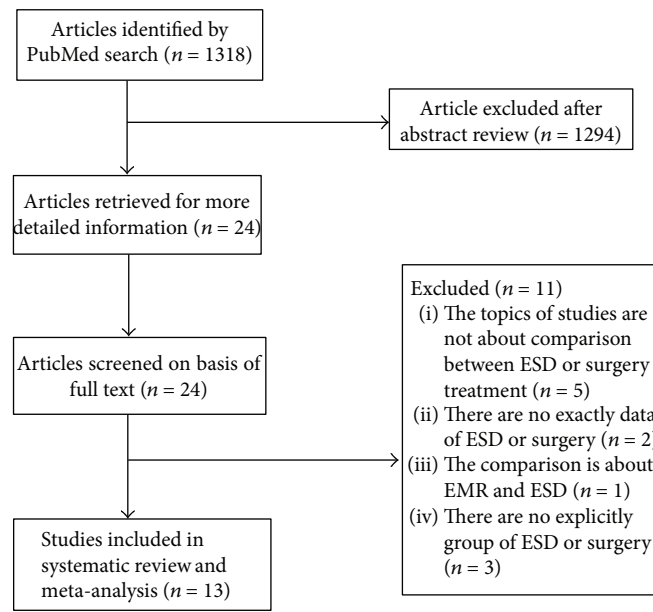 Articles identified by
PubMed search (n = 1318)
Article excluded after
abstract review (n = 1294)
Articles retrieved for more
detailed information (n = 24)
Articles screened on basis of
full text (n = 24)
Excluded (n = 11)
(i) The topics of studies are
not about comparison
between ESD or surgery
treatment (n = 5)
(ii) There are no exactly data
of ESD or surgery (n = 2)
(iii) The comparison is about
EMR and ESD (n = 1)
(iv) There are no explicitly
group of ESD or surgery
(n = 3)
Studies included in
systematic review and
meta-analysis (n = 13)